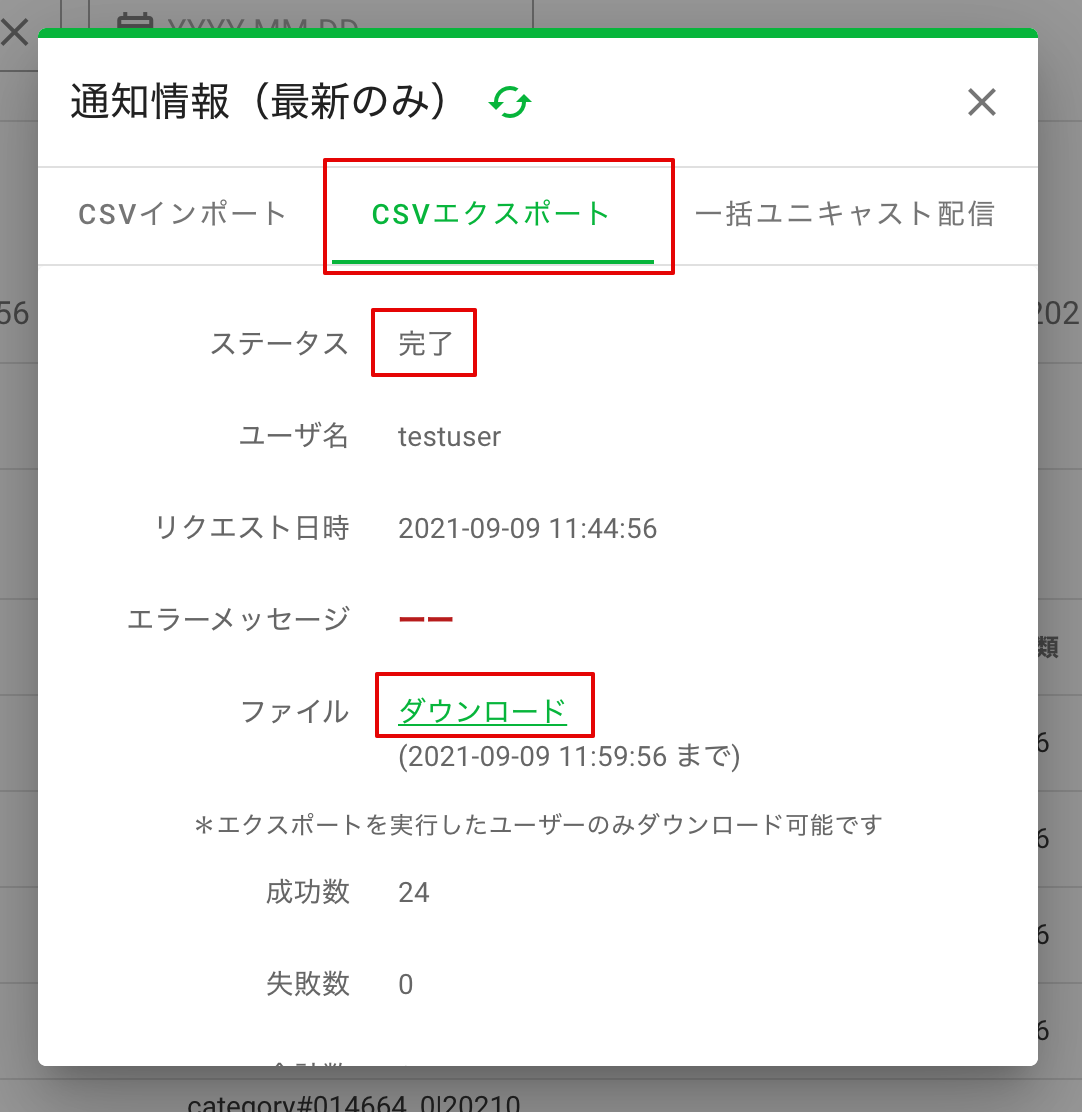 YYYY-MM-DD
通知情報（最新のみ）
CSVインポート
CSVエクスポート
一括ユニキャスト配信
56
202
ステータス 完了
ユーザ名 testuser
リクエスト日時 2021-09-09 11:44:56
エラーメッセージ ーー
類
ファイル ダウンロード
6
(2021-09-09 11:59:56 まで)
＊エクスポートを実行したユーザーのみダウンロード可能です
6
成功数 24
6
失敗数 0
6
category#014664_0|20210